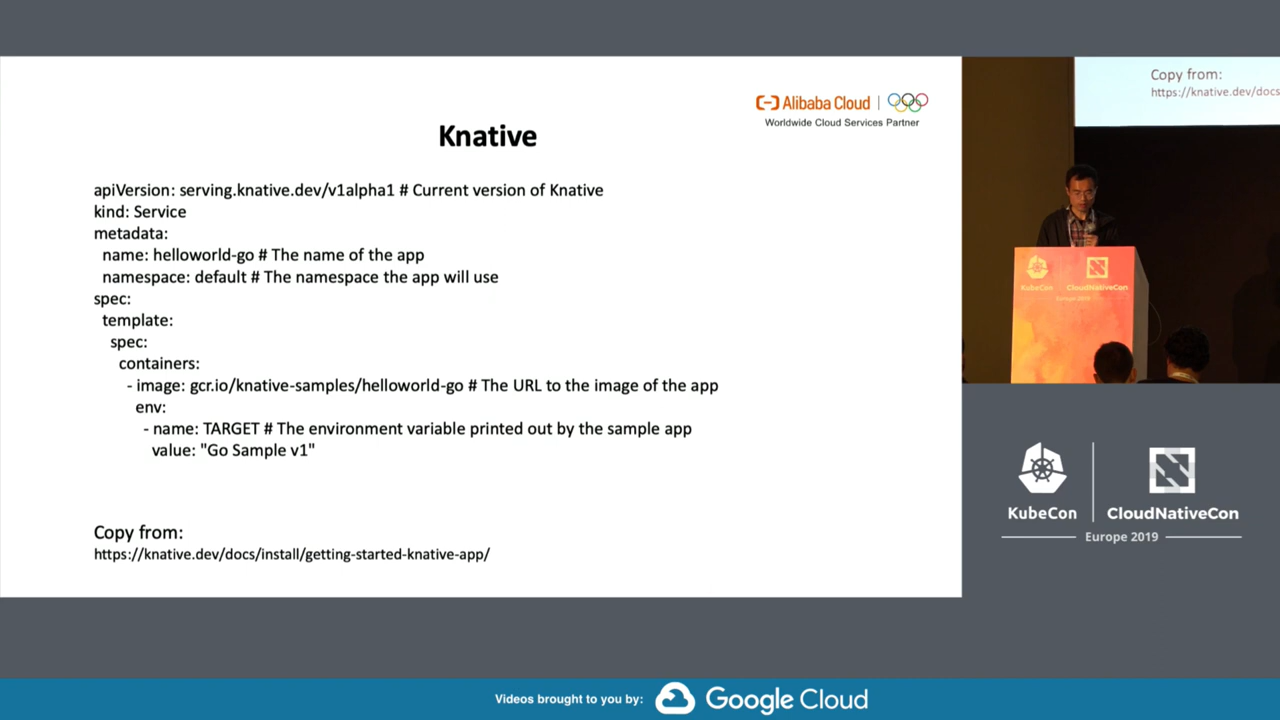 Alibaba Cloud
Worldwide Cloud Services Partner
Knative
apiVersion: serving.knative.dev/v1alpha1 # Current version of Knative
kind: Service
metadata:
name: helloworld-go # The name of the app
namespace: default # The namespace the app will use
spec:
template:
spec:
containers:
- image: gcr.io/knative-samples/helloworld-go # The URL to the image of the app
env:
- name: TARGET # The environment variable printed out by the sample app
value: "Go Sample v1"
Copy from:
https://knative.dev/docs/install/getting-started-knative-app/
Copy from:
https://knative.dev/docs
KubeCon
CloudNativeCon
Europe 2019
KubeCon
CloudNativeCon
Europe 2019
Videos brought to you by:
Google Cloud